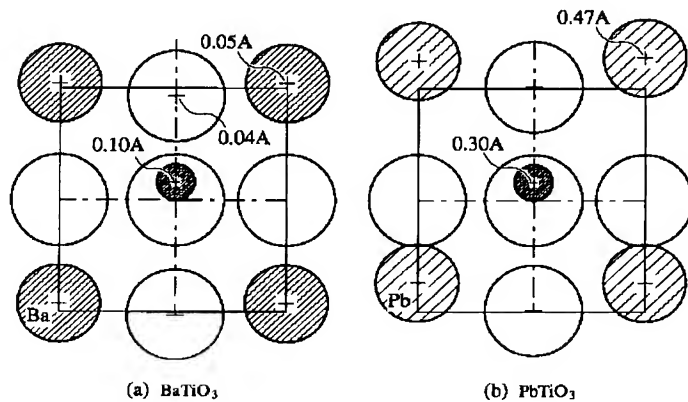 0.05A
0.04A
0.10A
Ba
(a) BaTiO₃
0.47A
0.30A
Pb
(b) PbTiO₃